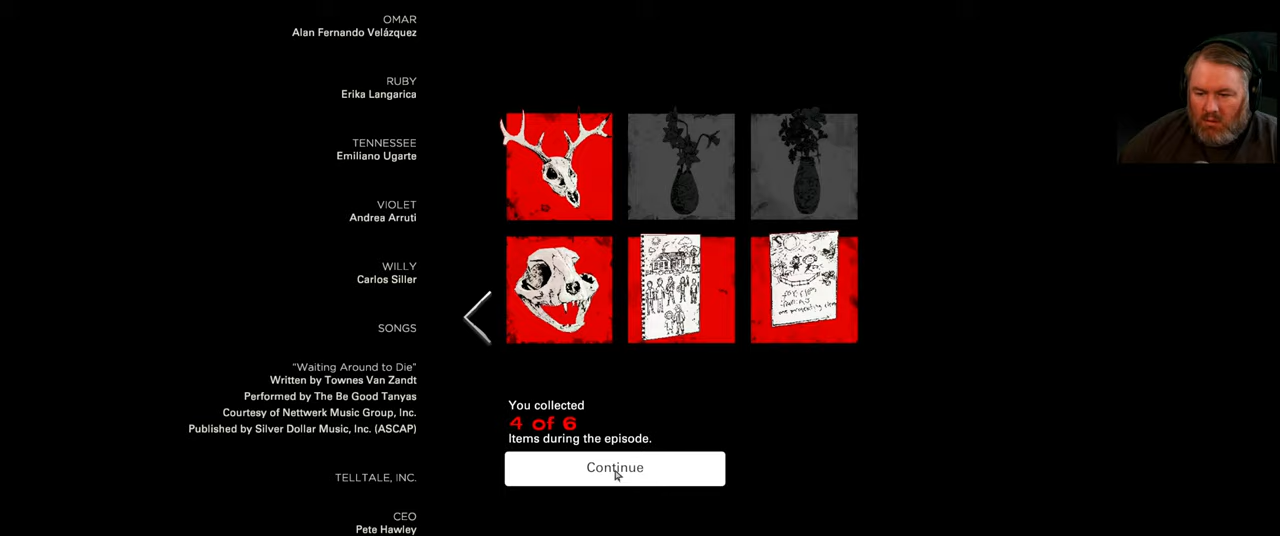 OMAR
Alan Fernando Velázquez
RUBY
Erika Langarica
TENNESSEE
Emiliano Ugarte
VIOLET
Andrea Arruti
WILLY
Carlos Siller
SONGS
"Waiting Around to Die"
Written by Townes Van Zandt
Performed by The Be Good Tanyas
Courtesy of Nettwerk Music Group, Inc.
Published by Silver Dollar Music, Inc. (ASCAP)
TELLTALE, INC.
CEO
Pete Hawley
You collected
4 of 6
Items during the episode.
Continue